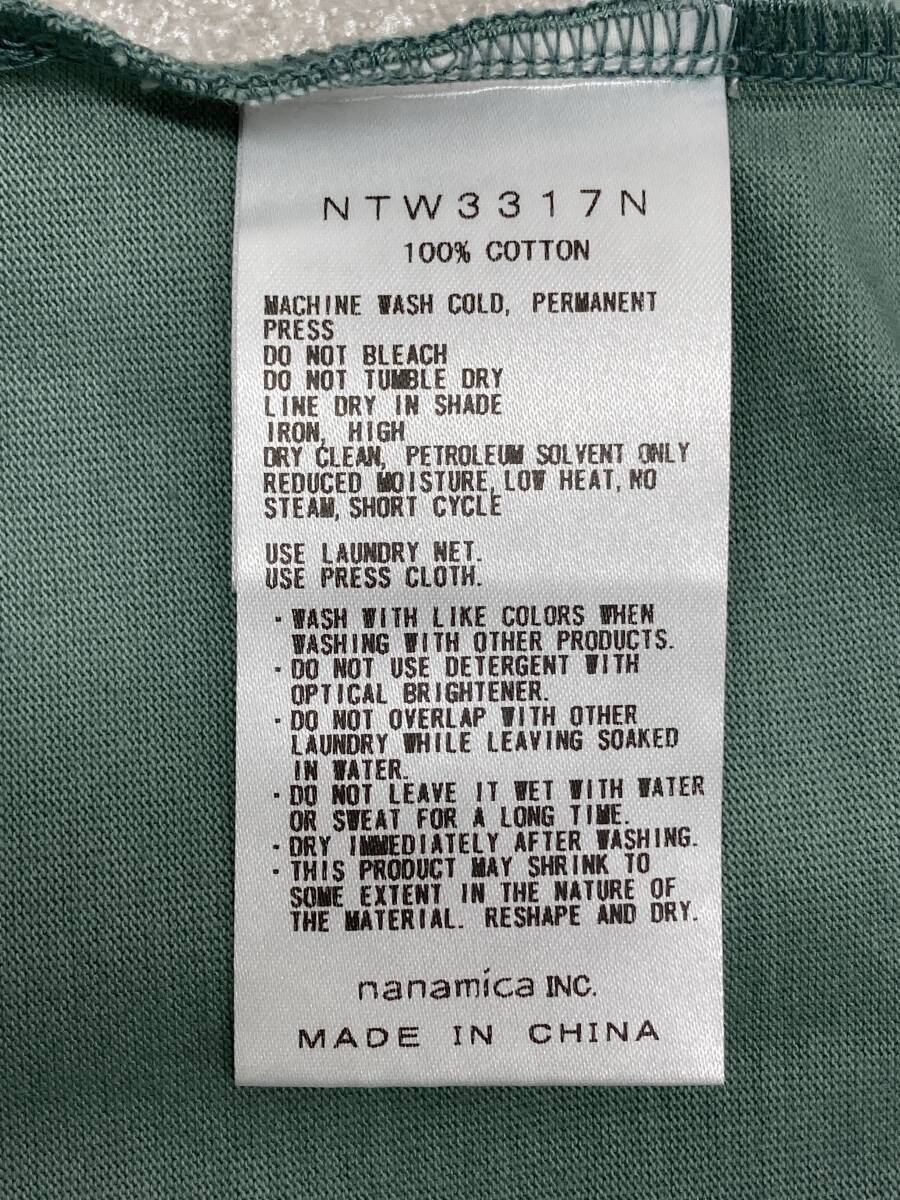 NTW3317N
100% COTTON
MACHINE WASH COLD, PERMANENT
PRESS
DO NOT BLEACH
DO NOT TUMBLE DRY
LINE DRY IN SHADE
IRON, HIGH
DRY CLEAN, PETROLEUM SOLVENT ONLY
REDUCED MOISTURE, LOW HEAT, NO
STEAM, SHORT CYCLE
USE LAUNDRY NET.
USE PRESS CLOTH.
・WASH WITH LIKE COLORS WHEN
WASHING WITH OTHER PRODUCTS.
・DO NOT USE DETERGENT WITH
OPTICAL BRIGHTENER.
・DO NOT OVERLAP WITH OTHER
LAUNDRY WHILE LEAVING SOAKED
IN WATER.
・DO NOT LEAVE IT WET WITH WATER
OR SWEAT FOR A LONG TIME.
・DRY IMMEDIATELY AFTER WASHING.
・THIS PRODUCT MAY SHRINK TO
SOME EXTENT IN THE NATURE OF
THE MATERIAL. RESHAPE AND DRY.
nanamica INC.
MADE IN CHINA